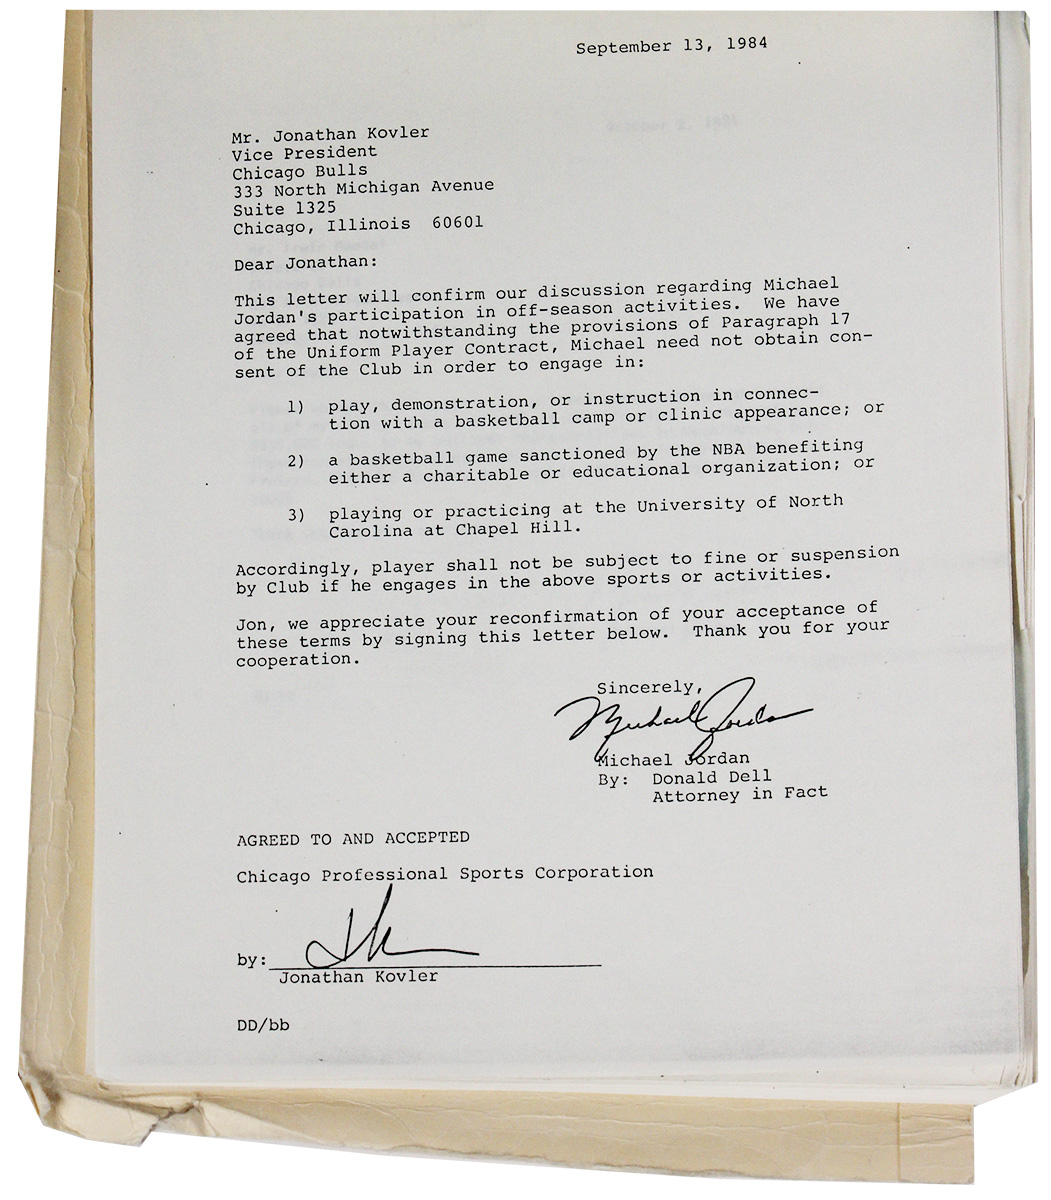 September 13, 1984
Mr. Jonathan Kovler
Vice President
Chicago Bulls
333 North Michigan Avenue
Suite 1325
Chicago, Illinois  60601
Dear Jonathan:
This letter will confirm our discussion regarding Michael
Jordan's participation in off-season activities.  We have
agreed that notwithstanding the provisions of Paragraph 17
of the Uniform Player Contract, Michael need not obtain con-
sent of the Club in order to engage in:
1)  play, demonstration, or instruction in connec-
tion with a basketball camp or clinic appearance; or
2)  a basketball game sanctioned by the NBA benefiting
either a charitable or educational organization; or
3)  playing or practicing at the University of North
Carolina at Chapel Hill.
Accordingly, player shall not be subject to fine or suspension
by Club if he engages in the above sports or activities.
Jon, we appreciate your reconfirmation of your acceptance of
these terms by signing this letter below.  Thank you for your
cooperation.
Sincerely,
Michael Jordan
Michael Jordan
By:  Donald Dell
Attorney in Fact
AGREED TO AND ACCEPTED
Chicago Professional Sports Corporation
by:
Jonathan Kovler
DD/bb